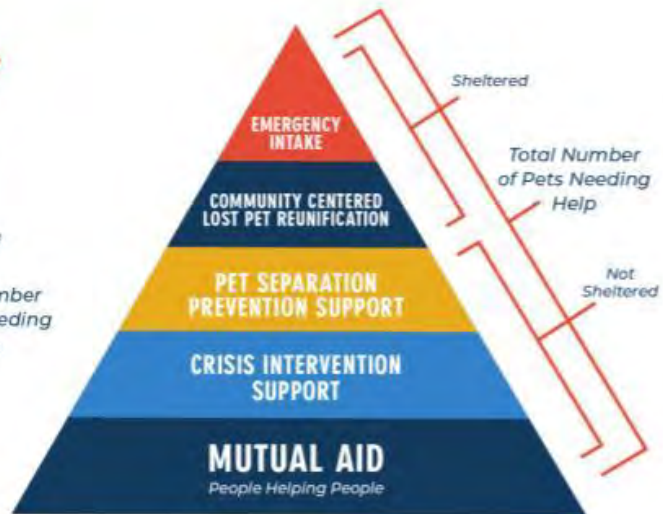 EMERGENCY
INTAKE
COMMUNITY CENTERED
LOST PET REUNIFICATION
PET SEPARATION
PREVENTION SUPPORT
CRISIS INTERVENTION
SUPPORT
MUTUAL AID
People Helping People
Sheltered
Total Number
of Pets Needing
Help
Not
Sheltered